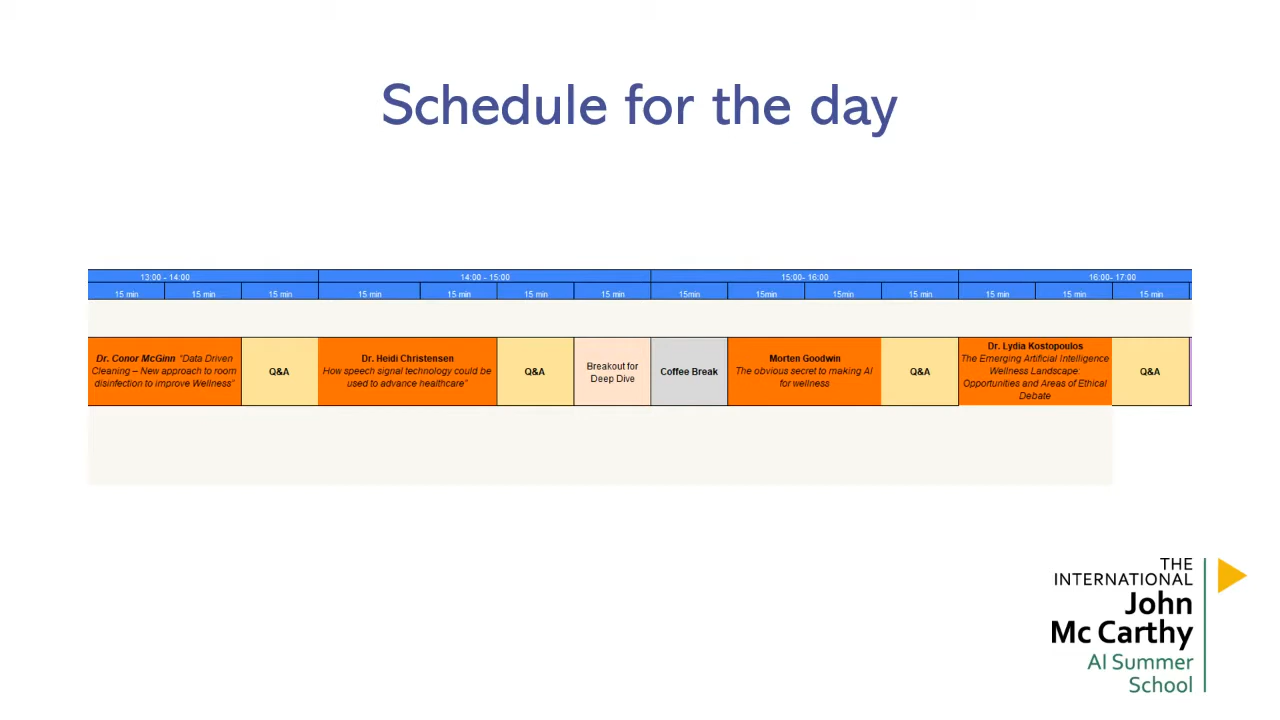 Schedule for the day
13:00 - 14:00 14:00 - 15:00 15:00- 16:00 16:00- 17:00
15 min 15 min 15 min 15 min 15 min 15 min 15 min 15min 15min 15min 15 min 15 min 15 min 15 min
Dr. Conor McGinn "Data Driven
Cleaning – New approach to room
disinfection to improve Wellness"
Q&A
Dr. Heidi Christensen
How speech signal technology could be
used to advance healthcare"
Q&A
Breakout for
Deep Dive
Coffee Break
Morten Goodwin
The obvious secret to making AI
for wellness
Q&A
Dr. Lydia Kostopoulos
The Emerging Artificial Intelligence
Wellness Landscape:
Opportunities and Areas of Ethical
Debate
Q&A
THE
INTERNATIONAL
John
Mc Carthy
AI Summer
School